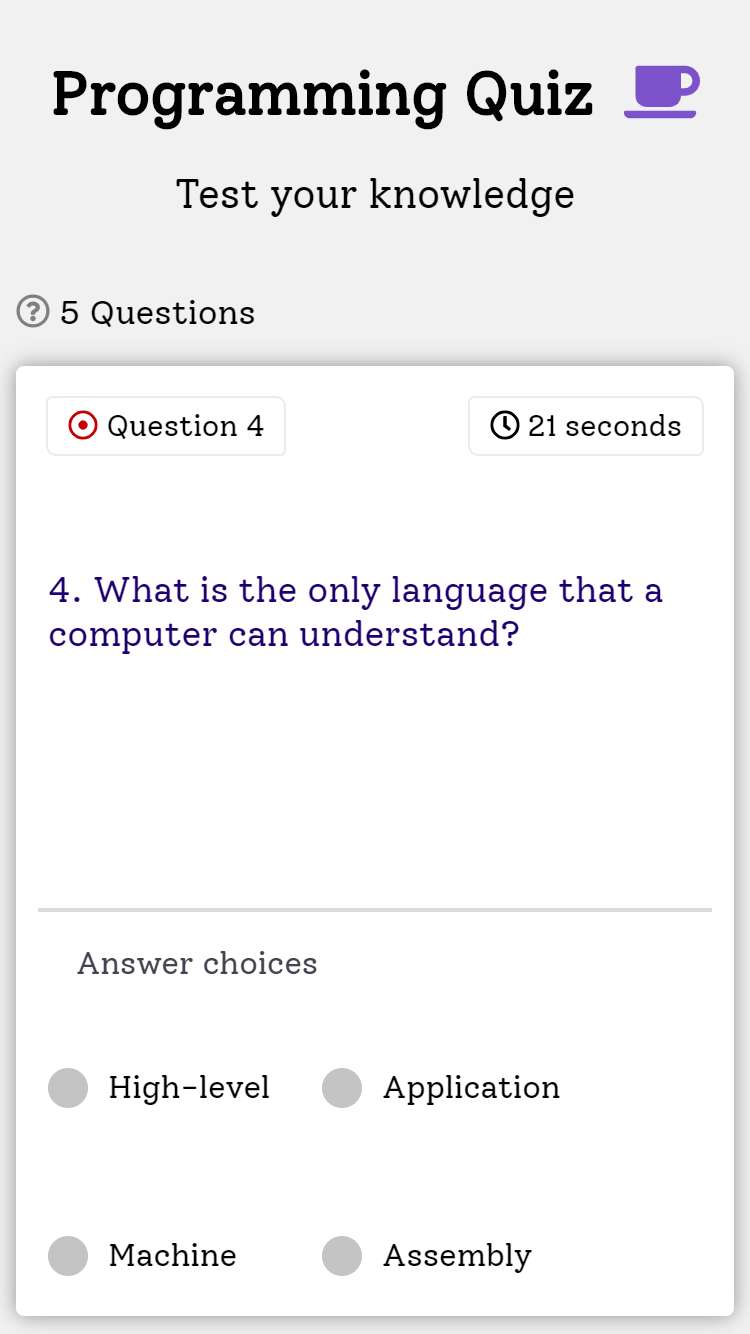 Programming Quiz
Test your knowledge
5 Questions
Question 4
21 seconds
4. What is the only language that a
computer can understand?
Answer choices
High-level
Application
Machine
Assembly